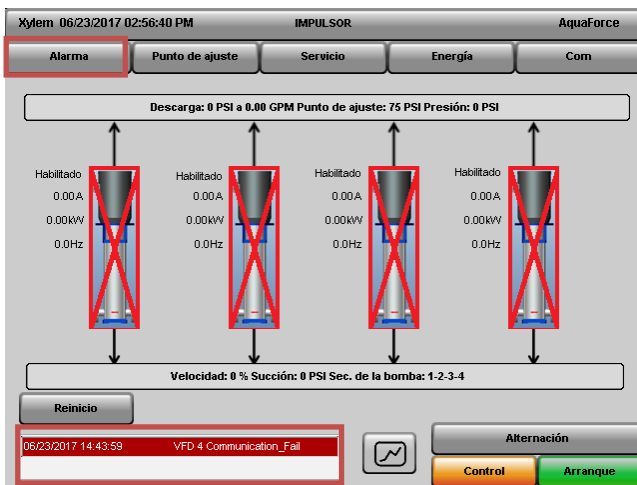 Xylem 06/23/2017 02:56:40 PM IMPULSOR AquaForce
Alarma Punto de ajuste Servicio Energía Com
Descarga: 0 PSI a 0.00 GPM Punto de ajuste: 75 PSI Presión: 0 PSI
Habilitado Habilitado Habilitado Habilitado
0.00A 0.00A 0.00A 0.00A
0.00kW 0.00kW 0.00kW 0.00kW
0.0Hz 0.0Hz 0.0Hz 0.0Hz
Velocidad: 0 % Succión: 0 PSI Sec. de la bomba: 1-2-3-4
Reinicio
06/23/2017 14:43:59 VFD 4 Communication_Fail
Alternación
Control Arranque